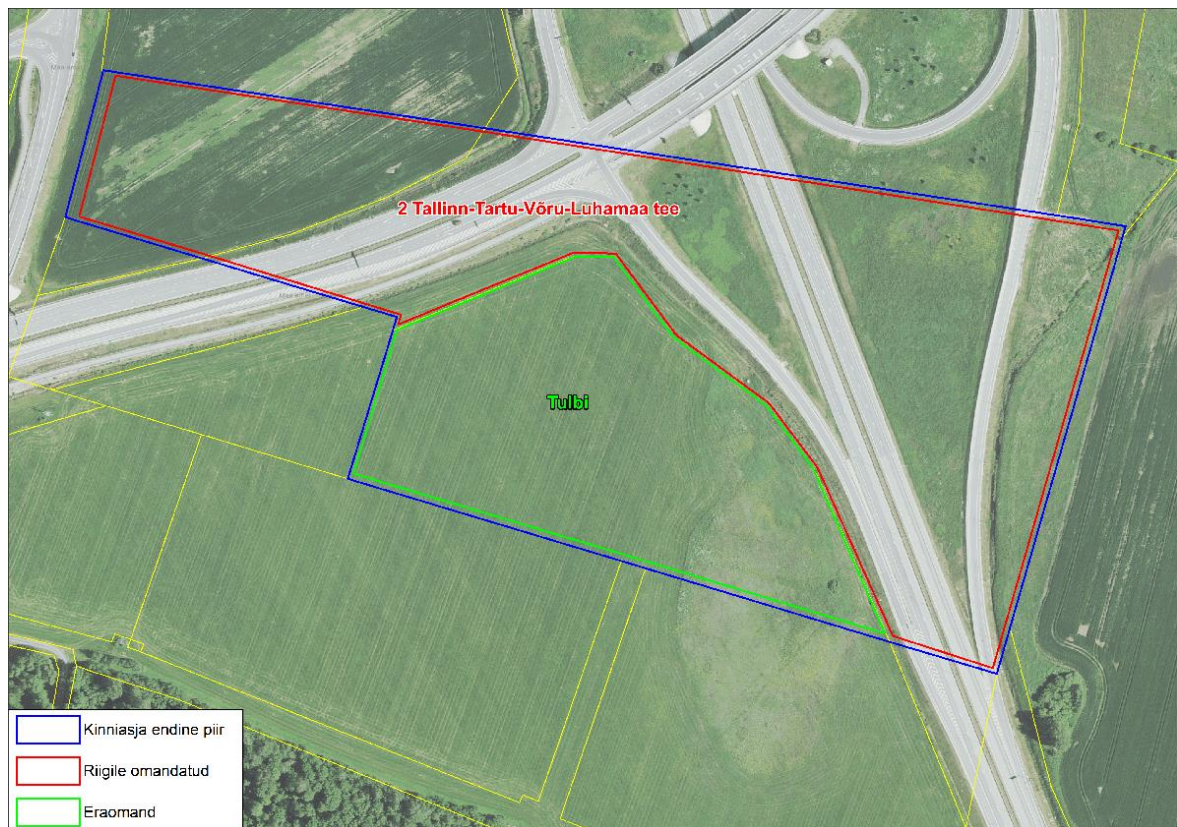 2 Tallinn-Tartu-Võru-Luhamaa tee
Tulbi
Kinniasja endine piir
Riigile omandatud
Eraomand